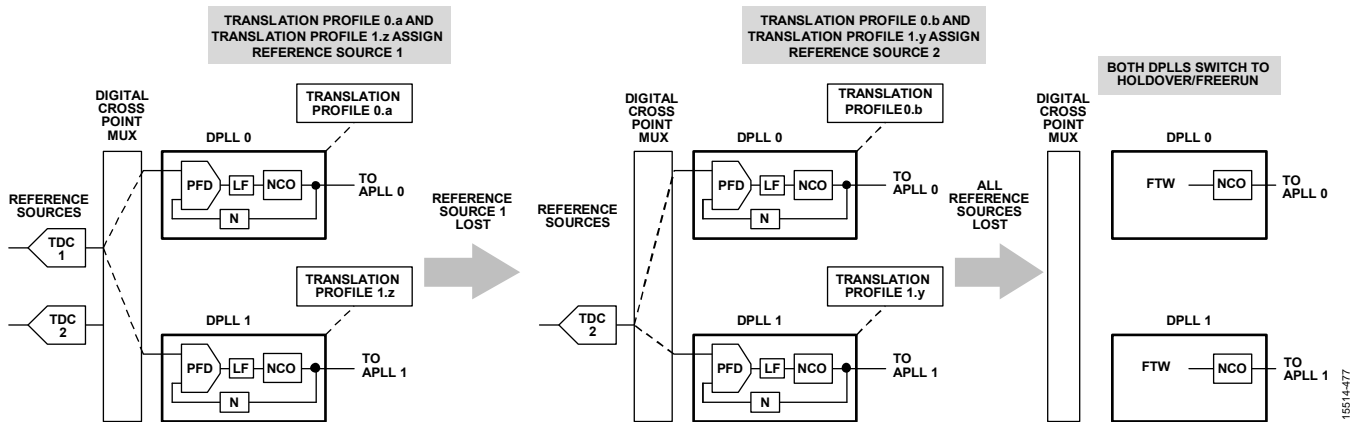 TRANSLATION PROFILE 0.a AND
TRANSLATION PROFILE 1.z ASSIGN
REFERENCE SOURCE 1
DIGITAL
CROSS
POINT
MUX
TRANSLATION
PROFILE 0.a
DPLL 0
PFD
LF
NCO
N
TO
APLL 0
REFERENCE
SOURCES
TDC
1
TDC
2
TRANSLATION
PROFILE 1.z
DPLL 1
PFD
LF
NCO
N
TO
APLL 1
REFERENCE
SOURCE 1
LOST
TRANSLATION PROFILE 0.b AND
TRANSLATION PROFILE 1.y ASSIGN
REFERENCE SOURCE 2
DIGITAL
CROSS
POINT
MUX
TRANSLATION
PROFILE 0.b
DPLL 0
PFD
LF
NCO
N
TO
APLL 0
REFERENCE
SOURCES
TDC
2
TRANSLATION
PROFILE 1.y
DPLL 1
PFD
LF
NCO
N
TO
APLL 1
ALL
REFERENCE
SOURCES
LOST
BOTH DPLLS SWITCH TO
HOLDOVER/FREERUN
DIGITAL
CROSS
POINT
MUX
DPLL 0
FTW
NCO
TO
APLL 0
DPLL 1
FTW
NCO
TO
APLL 1
15514-477